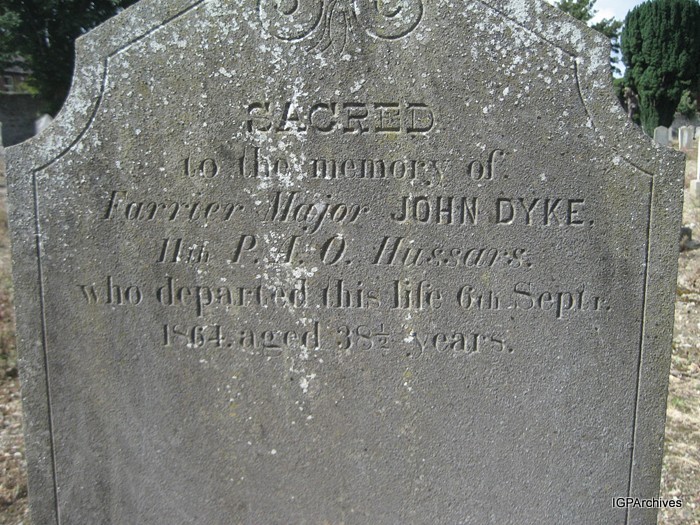 SACRED
to the memory of
Farrier Major JOHN DYKE.
11th P. A. O. Hussars.
who departed this life 6th Septr.
1864. aged 38½ years.
IGPArchives